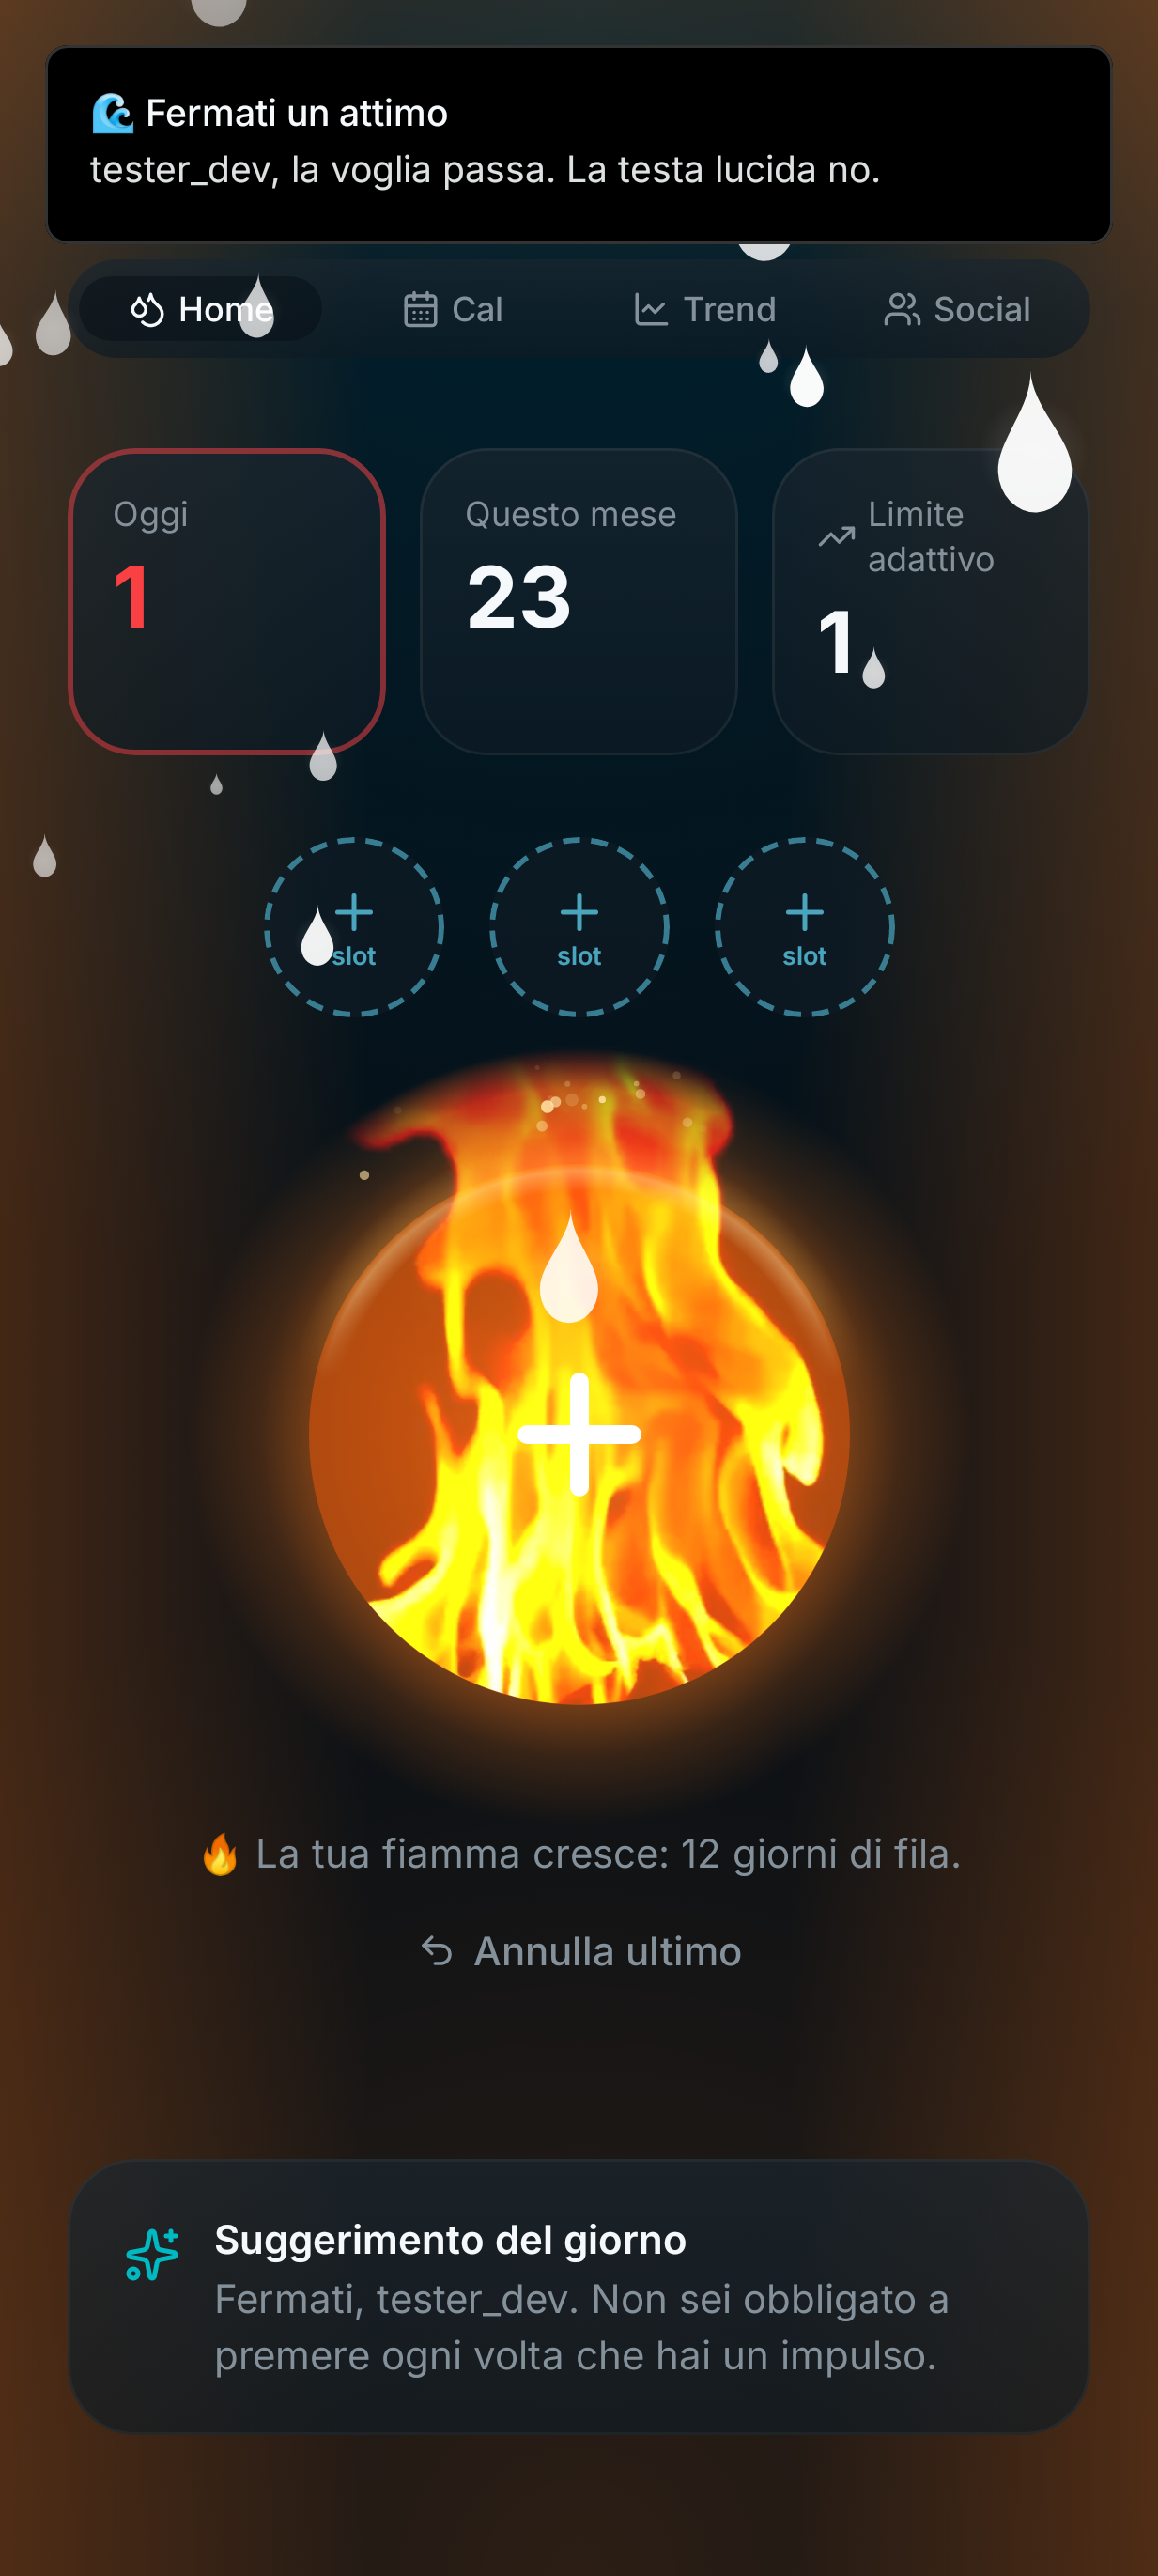 🌊 Fermati un attimo
tester_dev, la voglia passa. La testa lucida no.
Home
Cal
Trend
Social
Oggi
1
Questo mese
23
Limite
adattivo
1
slot
slot
slot
🔥 La tua fiamma cresce: 12 giorni di fila.
Annulla ultimo
Suggerimento del giorno
Fermati, tester_dev. Non sei obbligato a
premere ogni volta che hai un impulso.